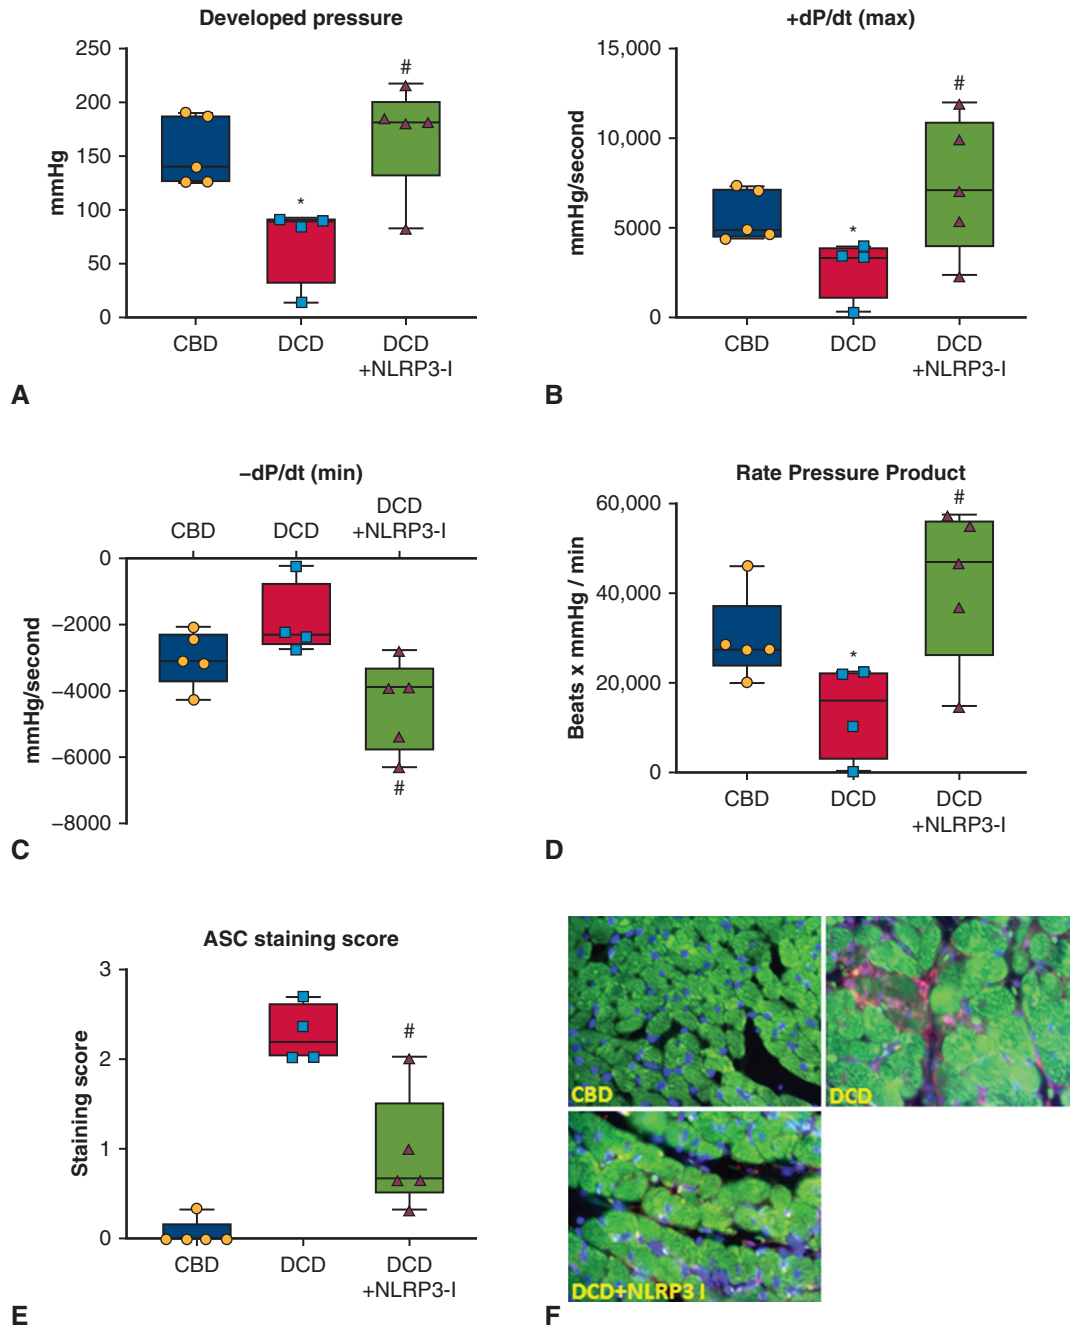 Developed pressure
250
200
150
100
50
0
mmHg
*
#
CBD
DCD
DCD
+NLRP3-I
A
+dP/dt (max)
15,000
10,000
5000
0
mmHg/second
*
#
CBD
DCD
DCD
+NLRP3-I
B
–dP/dt (min)
CBD
DCD
DCD
+NLRP3-I
0
–2000
–4000
–6000
–8000
mmHg/second
#
C
Rate Pressure Product
60,000
40,000
20,000
0
Beats x mmHg / min
*
#
CBD
DCD
DCD
+NLRP3-I
D
ASC staining score
3
2
1
0
Staining score
#
CBD
DCD
DCD
+NLRP3-I
E
CBD
DCD
DCD+NLRP3 I
F